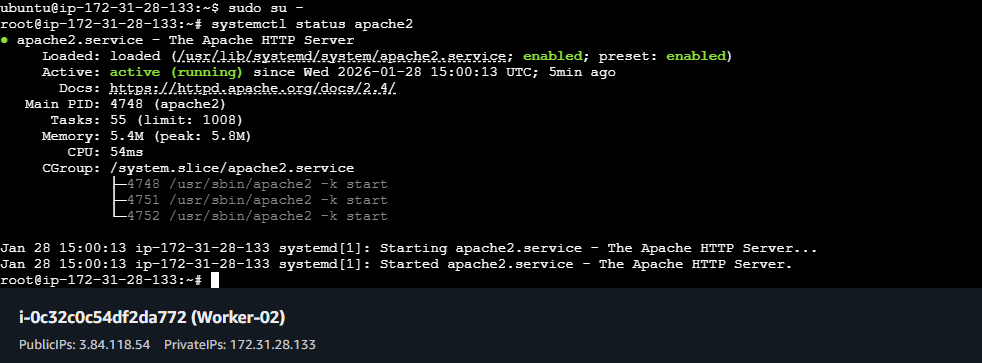 ubuntu@ip-172-31-28-133:~$ sudo su -
root@ip-172-31-28-133:~# systemctl status apache2
● apache2.service - The Apache HTTP Server
     Loaded: loaded (/usr/lib/systemd/system/apache2.service; enabled; preset: enabled)
     Active: active (running) since Wed 2026-01-28 15:00:13 UTC; 5min ago
       Docs: https://httpd.apache.org/docs/2.4/
   Main PID: 4748 (apache2)
      Tasks: 55 (limit: 1008)
     Memory: 5.4M (peak: 5.8M)
        CPU: 54ms
     CGroup: /system.slice/apache2.service
             ├─4748 /usr/sbin/apache2 -k start
             ├─4751 /usr/sbin/apache2 -k start
             └─4752 /usr/sbin/apache2 -k start
Jan 28 15:00:13 ip-172-31-28-133 systemd[1]: Starting apache2.service - The Apache HTTP Server...
Jan 28 15:00:13 ip-172-31-28-133 systemd[1]: Started apache2.service - The Apache HTTP Server.
root@ip-172-31-28-133:~#
i-0c32c0c54df2da772 (Worker-02)
PublicIPs: 3.84.118.54 PrivateIPs: 172.31.28.133